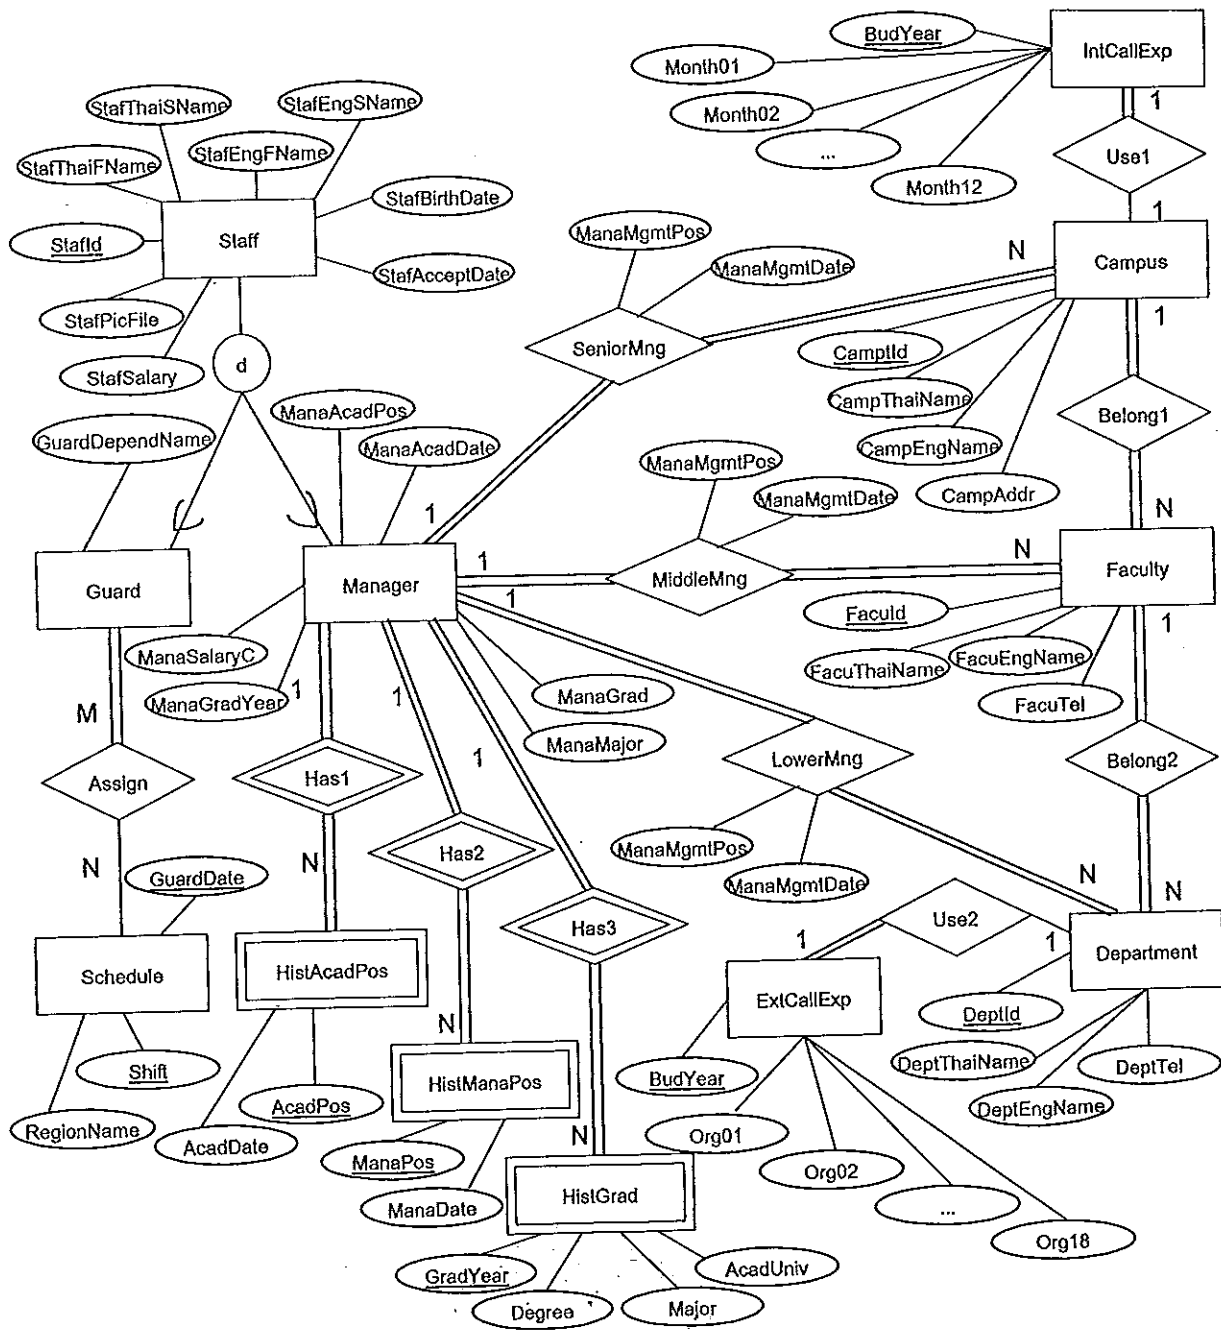 BudYear
IntCallExp
Month01
1
Month02
...
Use1
Month12
1
StafThaiSName
StafEngSName
StafThaiFName
StafEngFName
StafBirthDate
StafId
Staff
StafAcceptDate
StafPicFile
StafSalary
d
ManaMgmtPos
ManaMgmtDate
N
Campus
1
SeniorMng
CamptId
CampThaiName
CampEngName
CampAddr
Belong1
GuardDependName
ManaAcadPos
ManaAcadDate
ManaMgmtPos
ManaMgmtDate
1
N
Guard
Manager
1
MiddleMng
N
Faculty
1
FacuId
1
FacuThaiName
FacuEngName
FacuTel
ManaSalaryC
ManaGradYear
1
1
ManaGrad
ManaMajor
M
1
Assign
Has1
LowerMng
Belong2
N
N
Has2
ManaMgmtPos
ManaMgmtDate
N
N
GuardDate
Has3
Use2
1
1
Schedule
HistAcadPos
ExtCallExp
Department
N
DeptId
Shift
AcadPos
HistManaPos
BudYear
DeptThaiName
DeptTel
DeptEngName
RegionName
AcadDate
ManaPos
ManaDate
N
Org01
Org02
...
Org18
HistGrad
GradYear
Degree
Major
AcadUniv